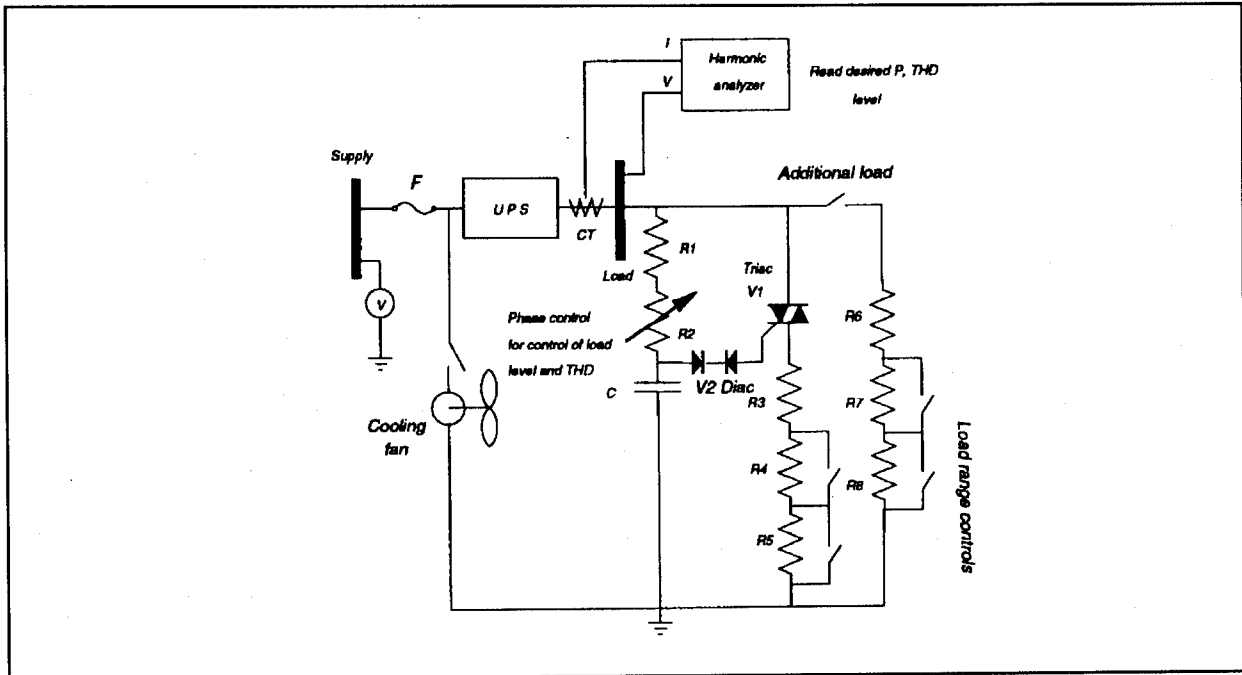 I
Harmonic
analyzer
V
Read desired P, THD
level
Supply
F
UPS
CT
Load
Additional load
R1
Triac
V1
Phase control
for control of load
level and THD
R2
V2 Diac
C
V
Cooling
fan
R3
R4
R5
R6
R7
R8
Load range controls